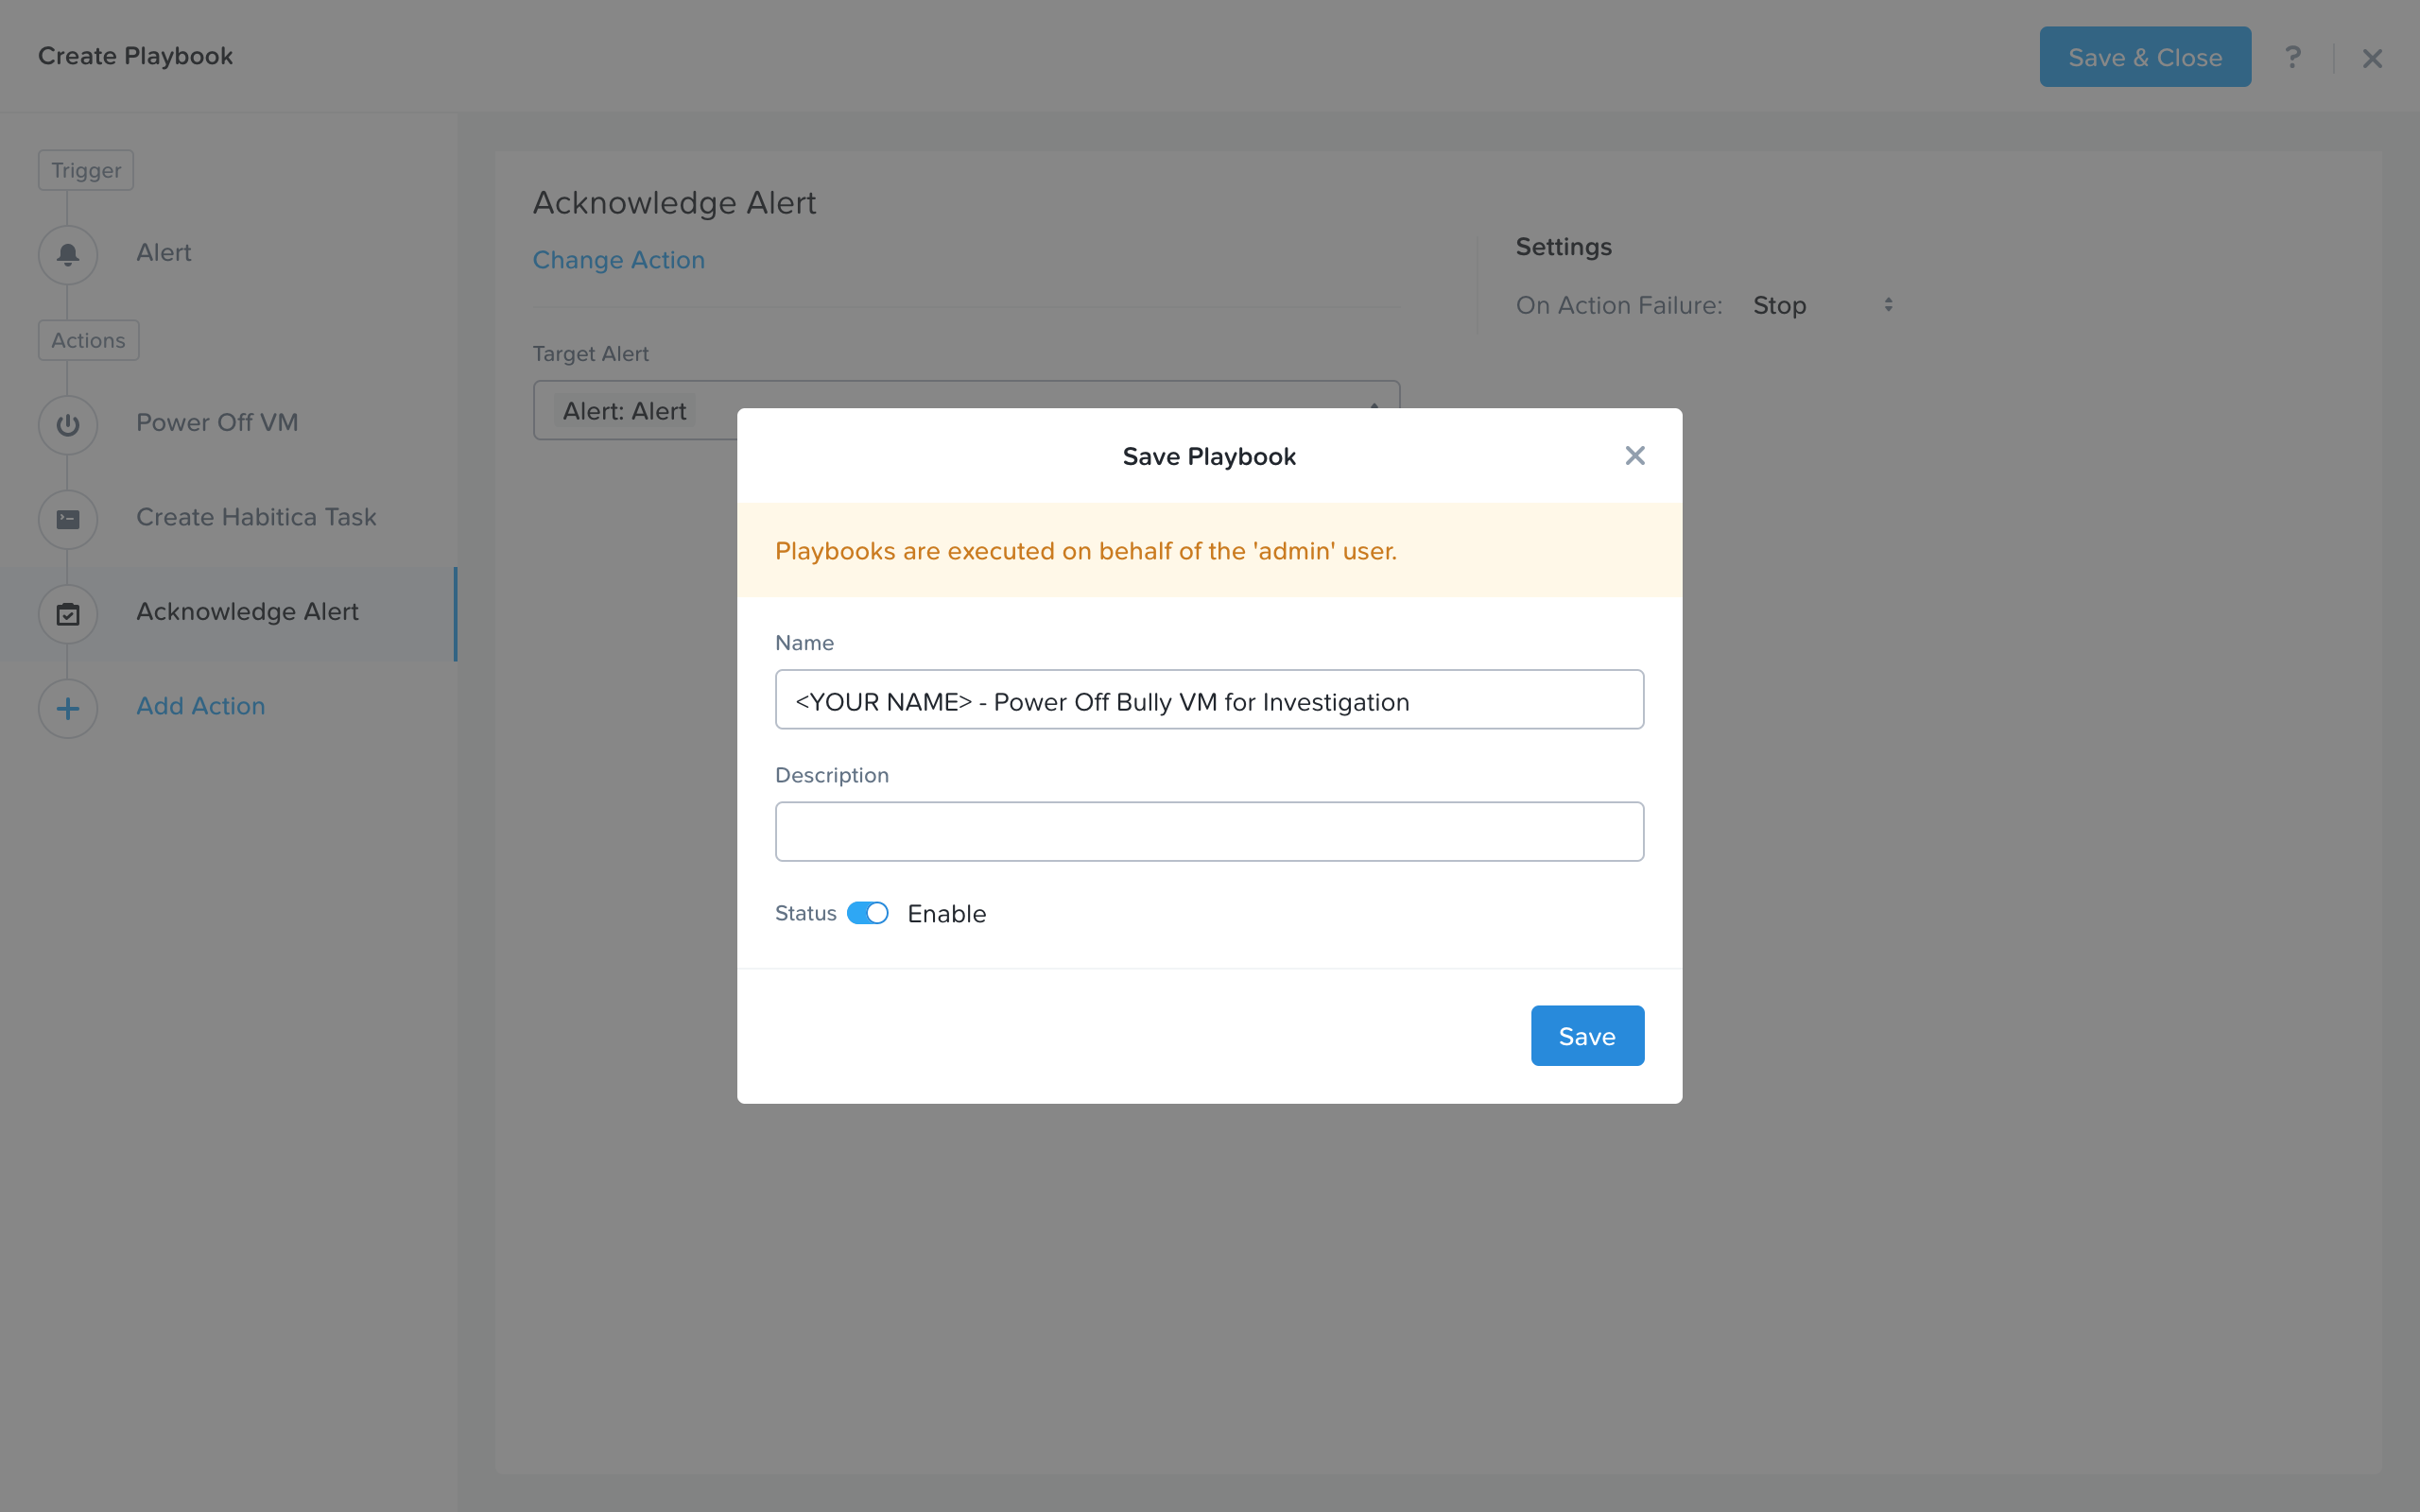 Create Playbook
Save & Close
?
Trigger
Alert
Actions
Power Off VM
Create Habitica Task
Acknowledge Alert
Add Action
Acknowledge Alert
Change Action
Settings
On Action Failure: Stop
Target Alert
Alert: Alert
Save Playbook
Playbooks are executed on behalf of the 'admin' user.
Name
<YOUR NAME> - Power Off Bully VM for Investigation
Description
Status Enable
Save